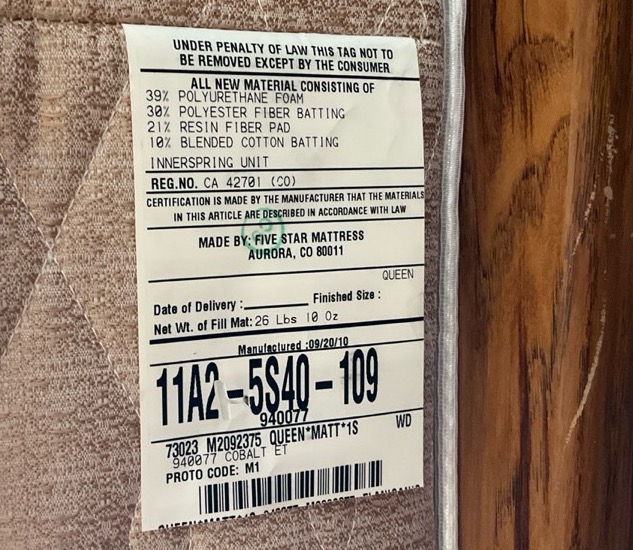 UNDER PENALTY OF LAW THIS TAG NOT TO
BE REMOVED EXCEPT BY THE CONSUMER
ALL NEW MATERIAL CONSISTING OF
39% POLYURETHANE FOAM
30% POLYESTER FIBER BATTING
21% RESIN FIBER PAD
10% BLENDED COTTON BATTING
INNERSPRING UNIT
REG.NO. CA 42701 (CO)
CERTIFICATION IS MADE BY THE MANUFACTURER THAT THE MATERIALS
IN THIS ARTICLE ARE DESCRIBED IN ACCORDANCE WITH LAW
MADE BY: FIVE STAR MATTRESS
AURORA, CO 80011
QUEEN
Date of Delivery : Finished Size :
Net Wt. of Fill Mat: 26 Lbs 10 Oz
Manufactured :09/20/10
11A2-5S40-109
940077
73023 M2092375 QUEEN*MATT*1S WD
940077 COBALT ET
PROTO CODE: M1